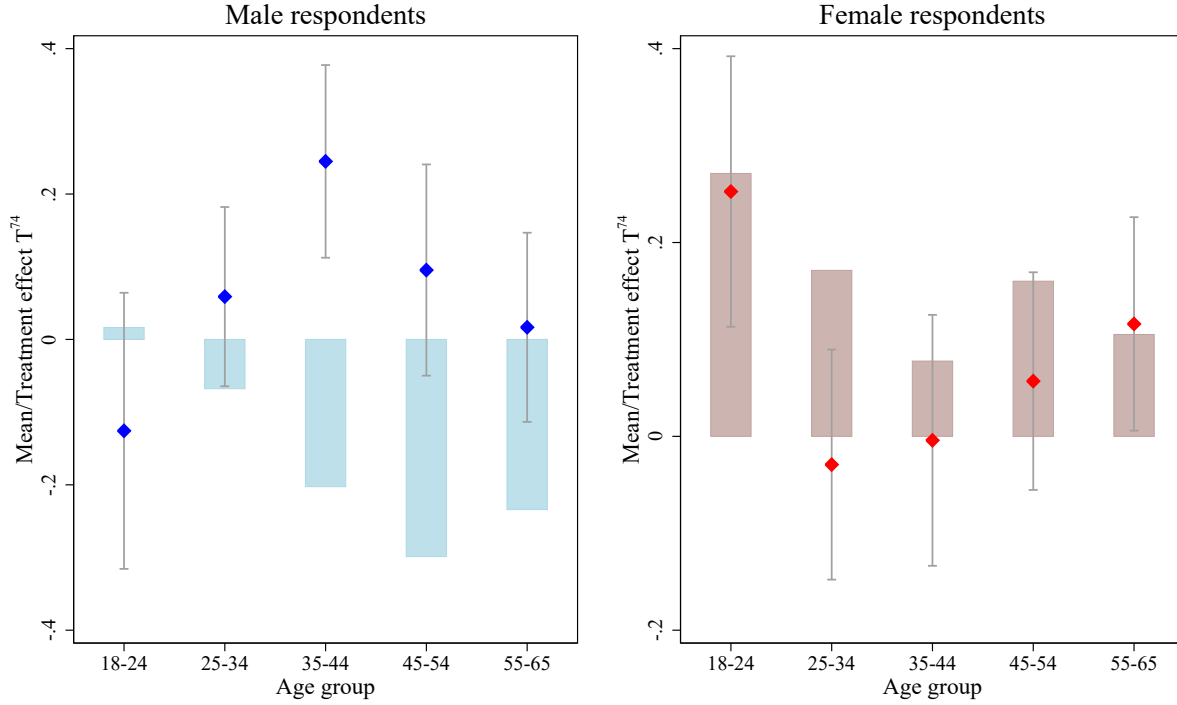 Male respondents
Mean/Treatment effect T⁷⁴
.4
.2
0
-.2
-.4
18-24 25-34 35-44 45-54 55-65
Age group
Female respondents
Mean/Treatment effect T⁷⁴
.4
.2
0
-.2
18-24 25-34 35-44 45-54 55-65
Age group